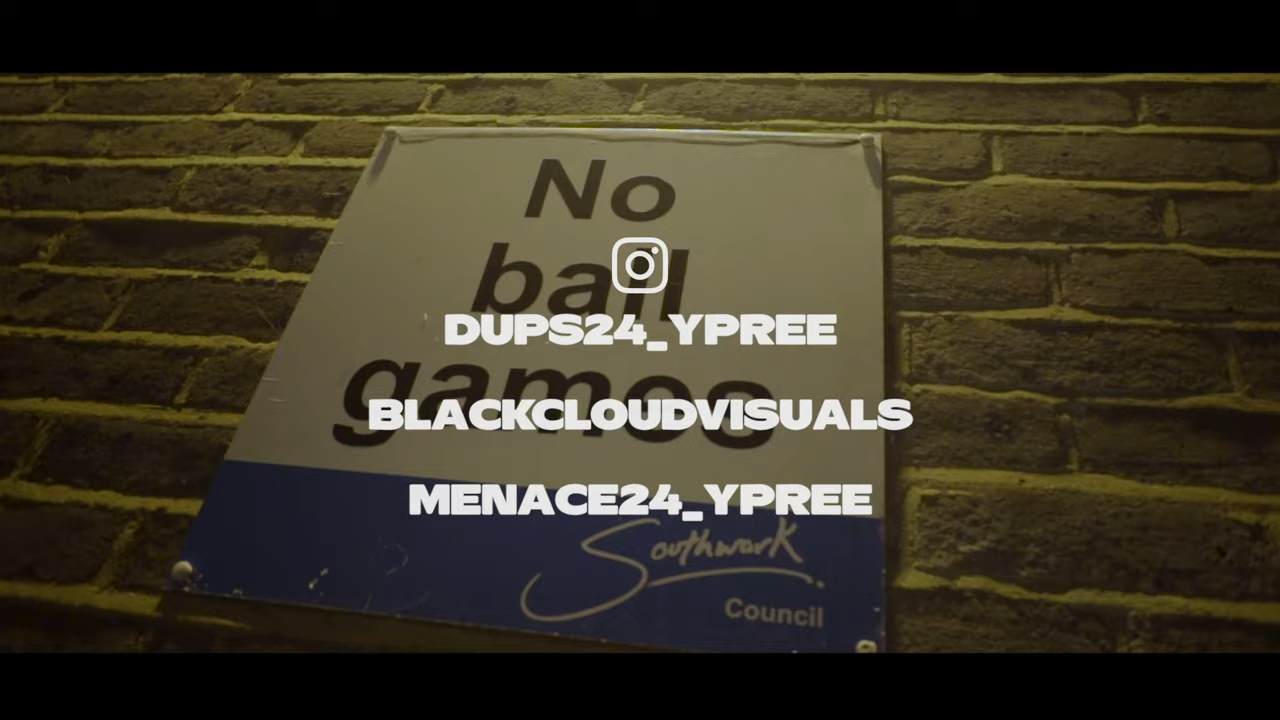 No
ball
DUPS24_YPREE
games
BLACKCLOUDVISUALS
MENACE24_YPREE
Southwark
Council